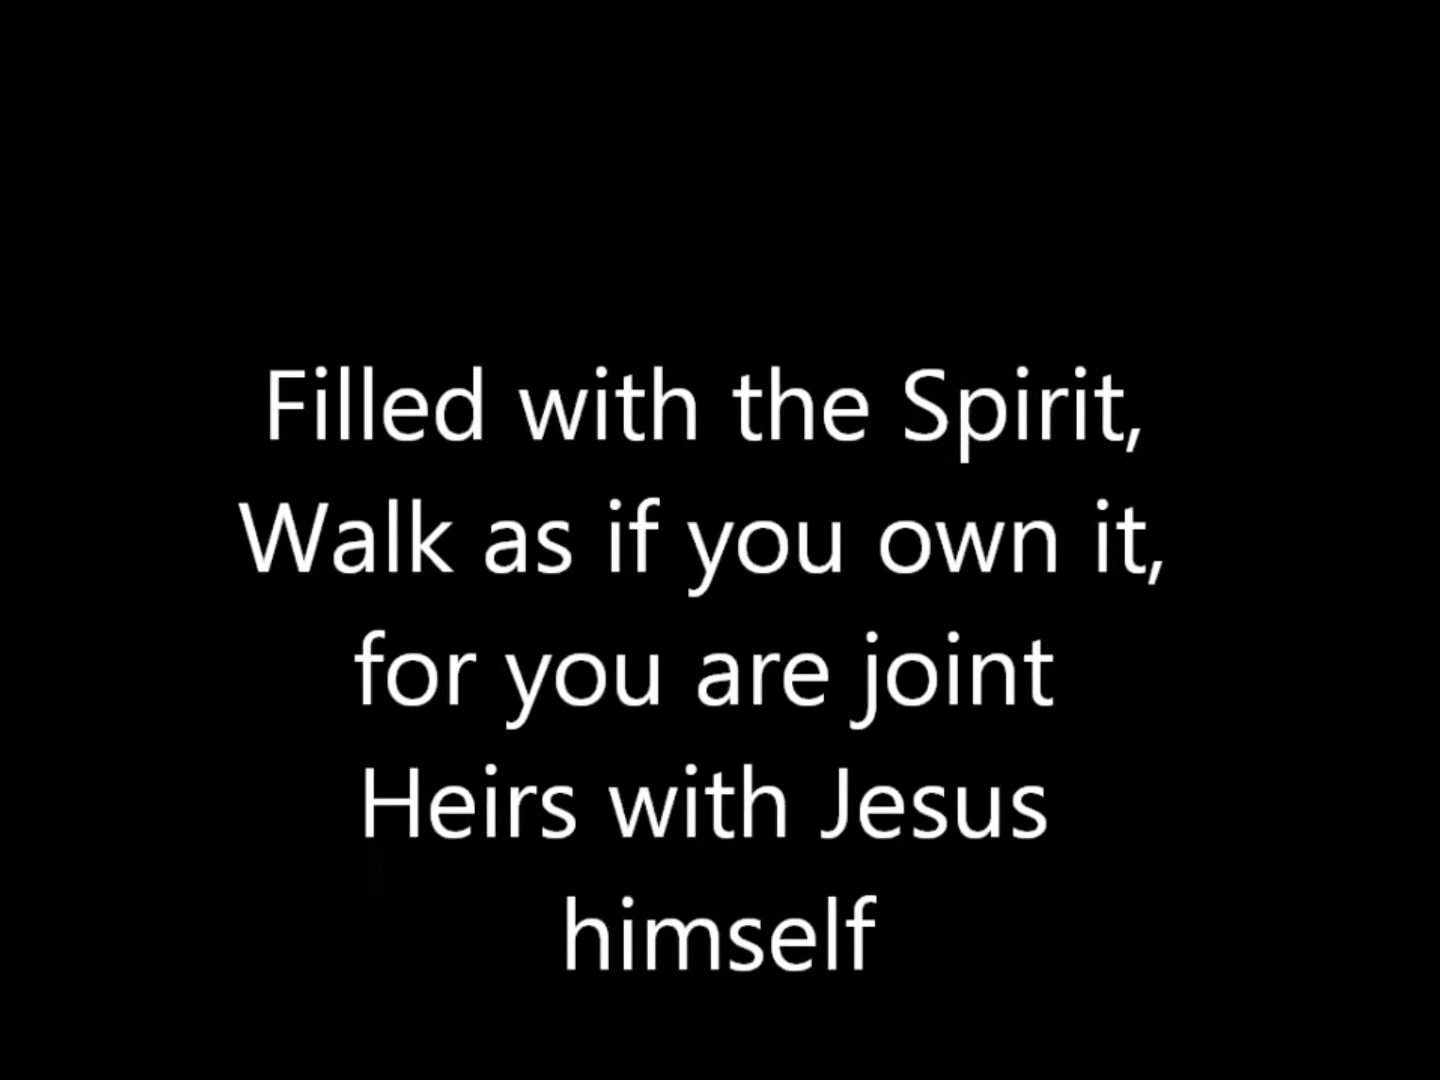 Filled with the Spirit,
Walk as if you own it,
for you are joint
Heirs with Jesus
himself